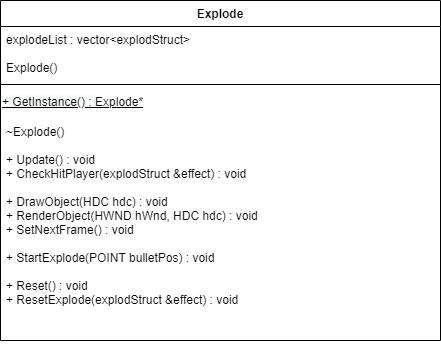 Explode
explodeList : vector<explodStruct>
Explode()
+ GetInstance() : Explode*
~Explode()
+ Update() : void
+ CheckHitPlayer(explodStruct &effect) : void
+ DrawObject(HDC hdc) : void
+ RenderObject(HWND hWnd, HDC hdc) : void
+ SetNextFrame() : void
+ StartExplode(POINT bulletPos) : void
+ Reset() : void
+ ResetExplode(explodStruct &effect) : void